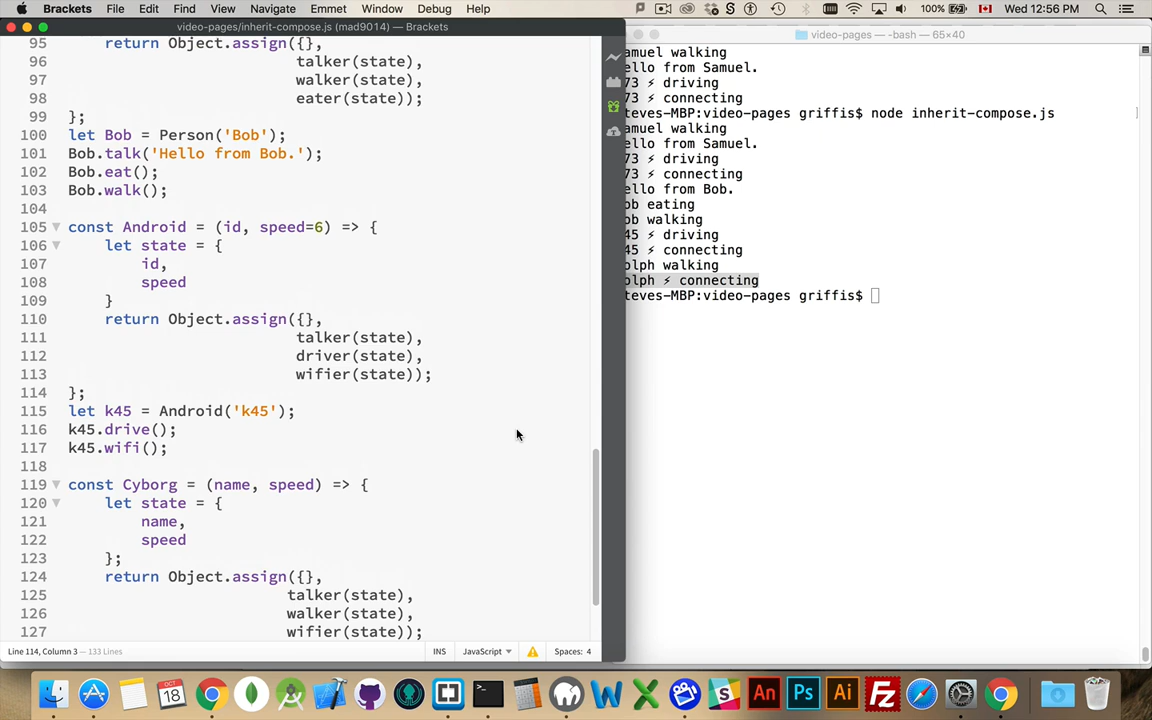 Brackets File Edit Find View Navigate Emmet Window Debug Help 100% Wed 12:56 PM
video-pages/inherit-compose.js (mad9014) — Brackets
95 return Object.assign({},
96 talker(state),
97 walker(state),
98 eater(state));
99 };
100 let Bob = Person('Bob');
101 Bob.talk('Hello from Bob.');
102 Bob.eat();
103 Bob.walk();
104
105 const Android = (id, speed=6) => {
106 let state = {
107 id,
108 speed
109 }
110 return Object.assign({},
111 talker(state),
112 driver(state),
113 wifier(state));
114 };
115 let k45 = Android('k45');
116 k45.drive();
117 k45.wifi();
118
119 const Cyborg = (name, speed) => {
120 let state = {
121 name,
122 speed
123 };
124 return Object.assign({},
125 talker(state),
126 walker(state),
127 wifier(state));
Line 114, Column 3 — 133 Lines
INS JavaScript Spaces: 4
video-pages — -bash — 65×40
amuel walking
ello from Samuel.
73 ⚡ driving
73 ⚡ connecting
teves-MBP:video-pages griffis$ node inherit-compose.js
amuel walking
ello from Samuel.
73 ⚡ driving
73 ⚡ connecting
ello from Bob.
ob eating
ob walking
45 ⚡ driving
45 ⚡ connecting
olph walking
olph ⚡ connecting
teves-MBP:video-pages griffis$
OCT
18
An Ps Ai Fz